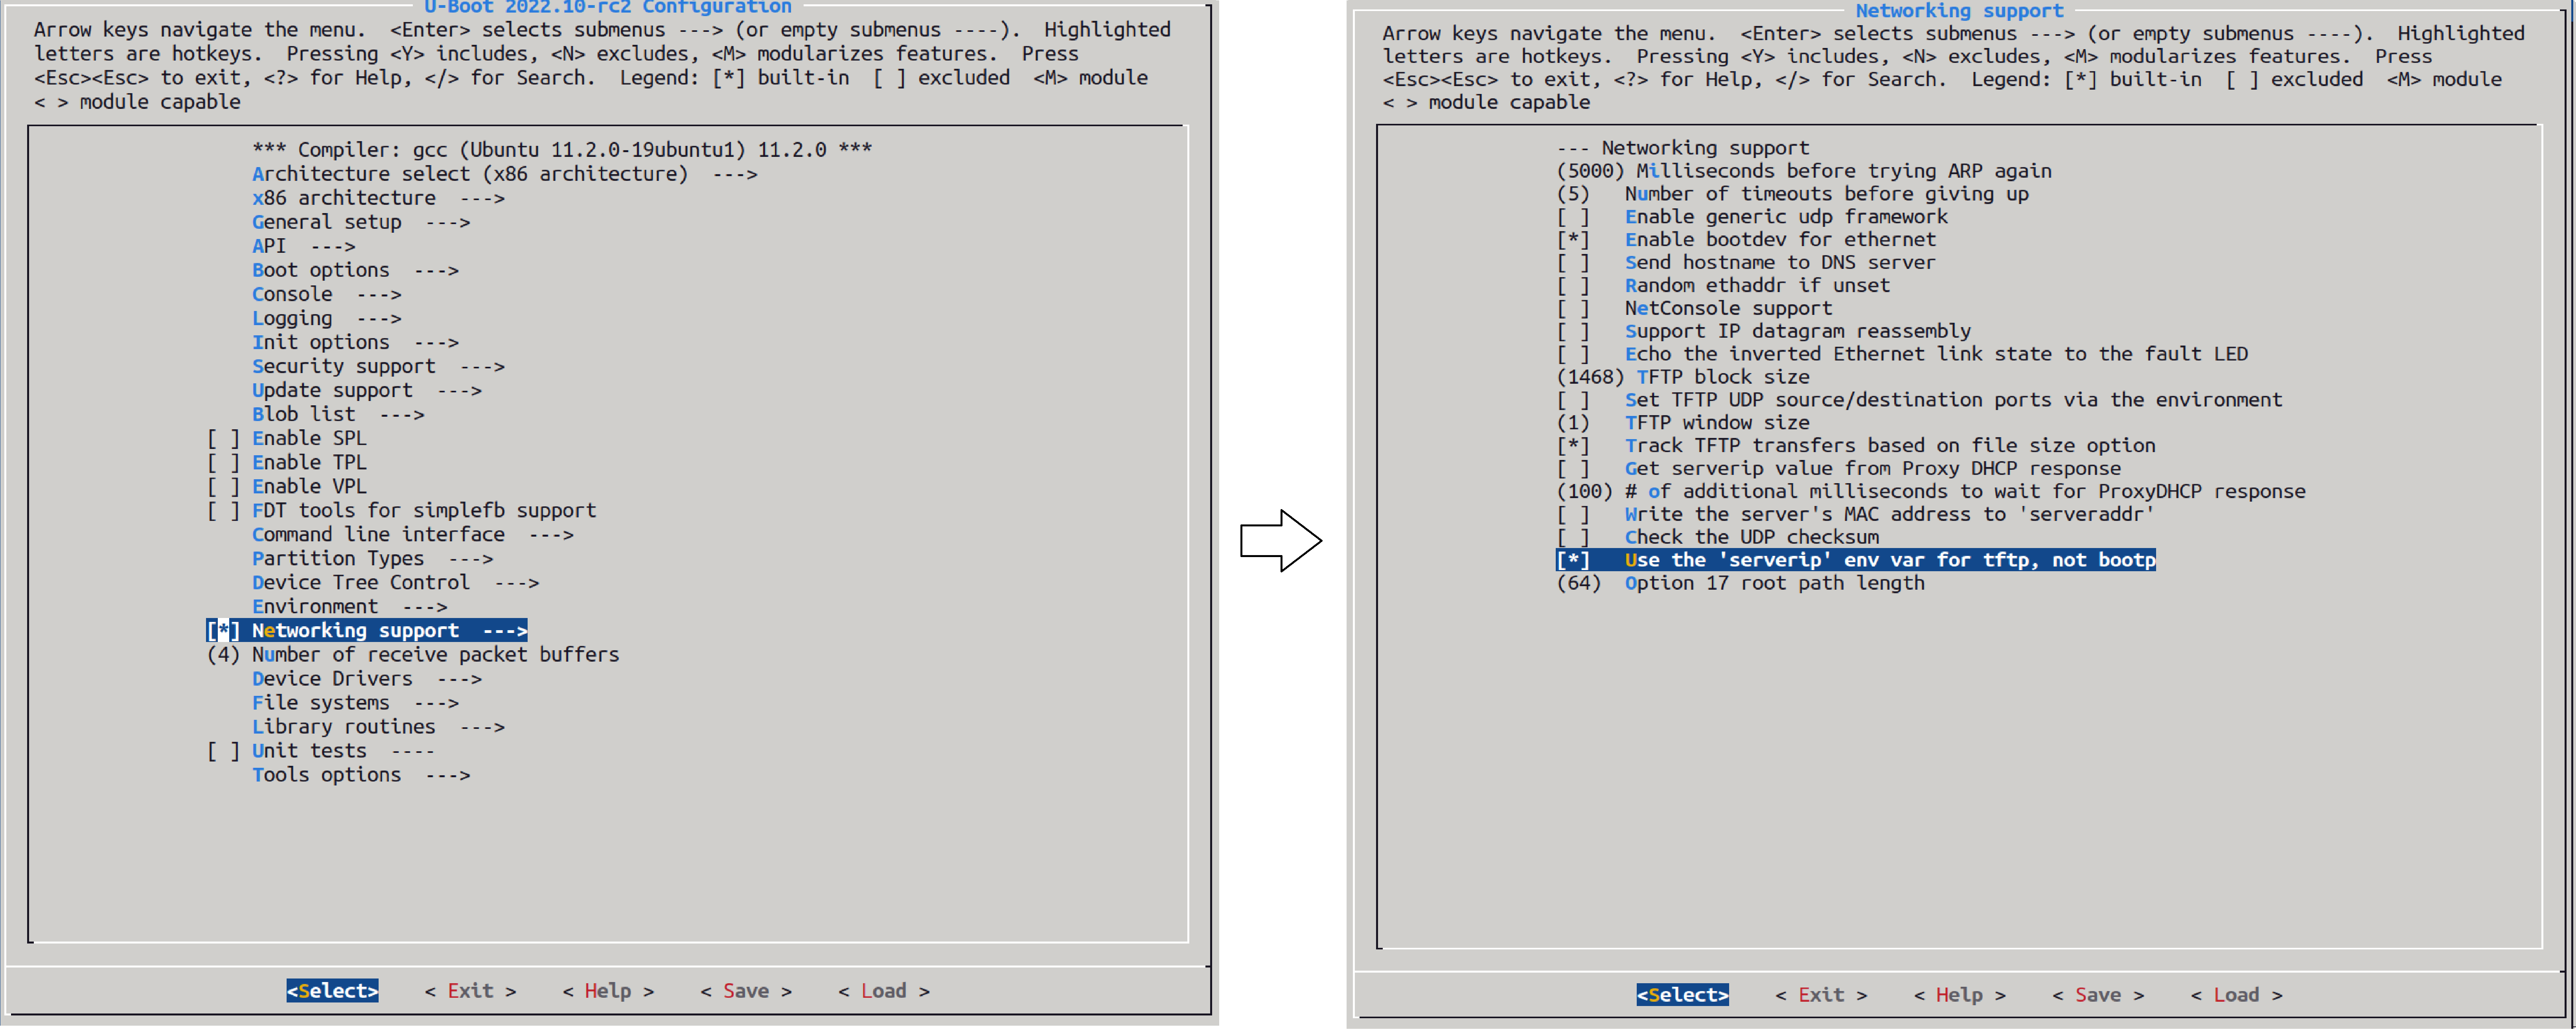 U-Boot 2022.10-rc2 Configuration
Arrow keys navigate the menu.  <Enter> selects submenus ---> (or empty submenus ----).  Highlighted
letters are hotkeys.  Pressing <Y> includes, <N> excludes, <M> modularizes features.  Press
<Esc><Esc> to exit, <?> for Help, </> for Search.  Legend: [*] built-in  [ ] excluded  <M> module
< > module capable
*** Compiler: gcc (Ubuntu 11.2.0-19ubuntu1) 11.2.0 ***
Architecture select (x86 architecture)  --->
x86 architecture  --->
General setup  --->
API  --->
Boot options  --->
Console  --->
Logging  --->
Init options  --->
Security support  --->
Update support  --->
Blob list  --->
[ ] Enable SPL
[ ] Enable TPL
[ ] Enable VPL
[ ] FDT tools for simplefb support
Command line interface  --->
Partition Types  --->
Device Tree Control  --->
Environment  --->
[*] Networking support  --->
(4) Number of receive packet buffers
Device Drivers  --->
File systems  --->
Library routines  --->
[ ] Unit tests  ----
Tools options  --->
<Select>    < Exit >    < Help >    < Save >    < Load >
Networking support
Arrow keys navigate the menu.  <Enter> selects submenus ---> (or empty submenus ----).  Highlighted
letters are hotkeys.  Pressing <Y> includes, <N> excludes, <M> modularizes features.  Press
<Esc><Esc> to exit, <?> for Help, </> for Search.  Legend: [*] built-in  [ ] excluded  <M> module
< > module capable
--- Networking support
(5000) Milliseconds before trying ARP again
(5)   Number of timeouts before giving up
[ ]   Enable generic udp framework
[*]   Enable bootdev for ethernet
[ ]   Send hostname to DNS server
[ ]   Random ethaddr if unset
[ ]   NetConsole support
[ ]   Support IP datagram reassembly
[ ]   Echo the inverted Ethernet link state to the fault LED
(1468) TFTP block size
[ ]   Set TFTP UDP source/destination ports via the environment
(1)   TFTP window size
[*]   Track TFTP transfers based on file size option
[ ]   Get serverip value from Proxy DHCP response
(100) # of additional milliseconds to wait for ProxyDHCP response
[ ]   Write the server's MAC address to 'serveraddr'
[ ]   Check the UDP checksum
[*]   Use the 'serverip' env var for tftp, not bootp
(64)  Option 17 root path length
<Select>    < Exit >    < Help >    < Save >    < Load >